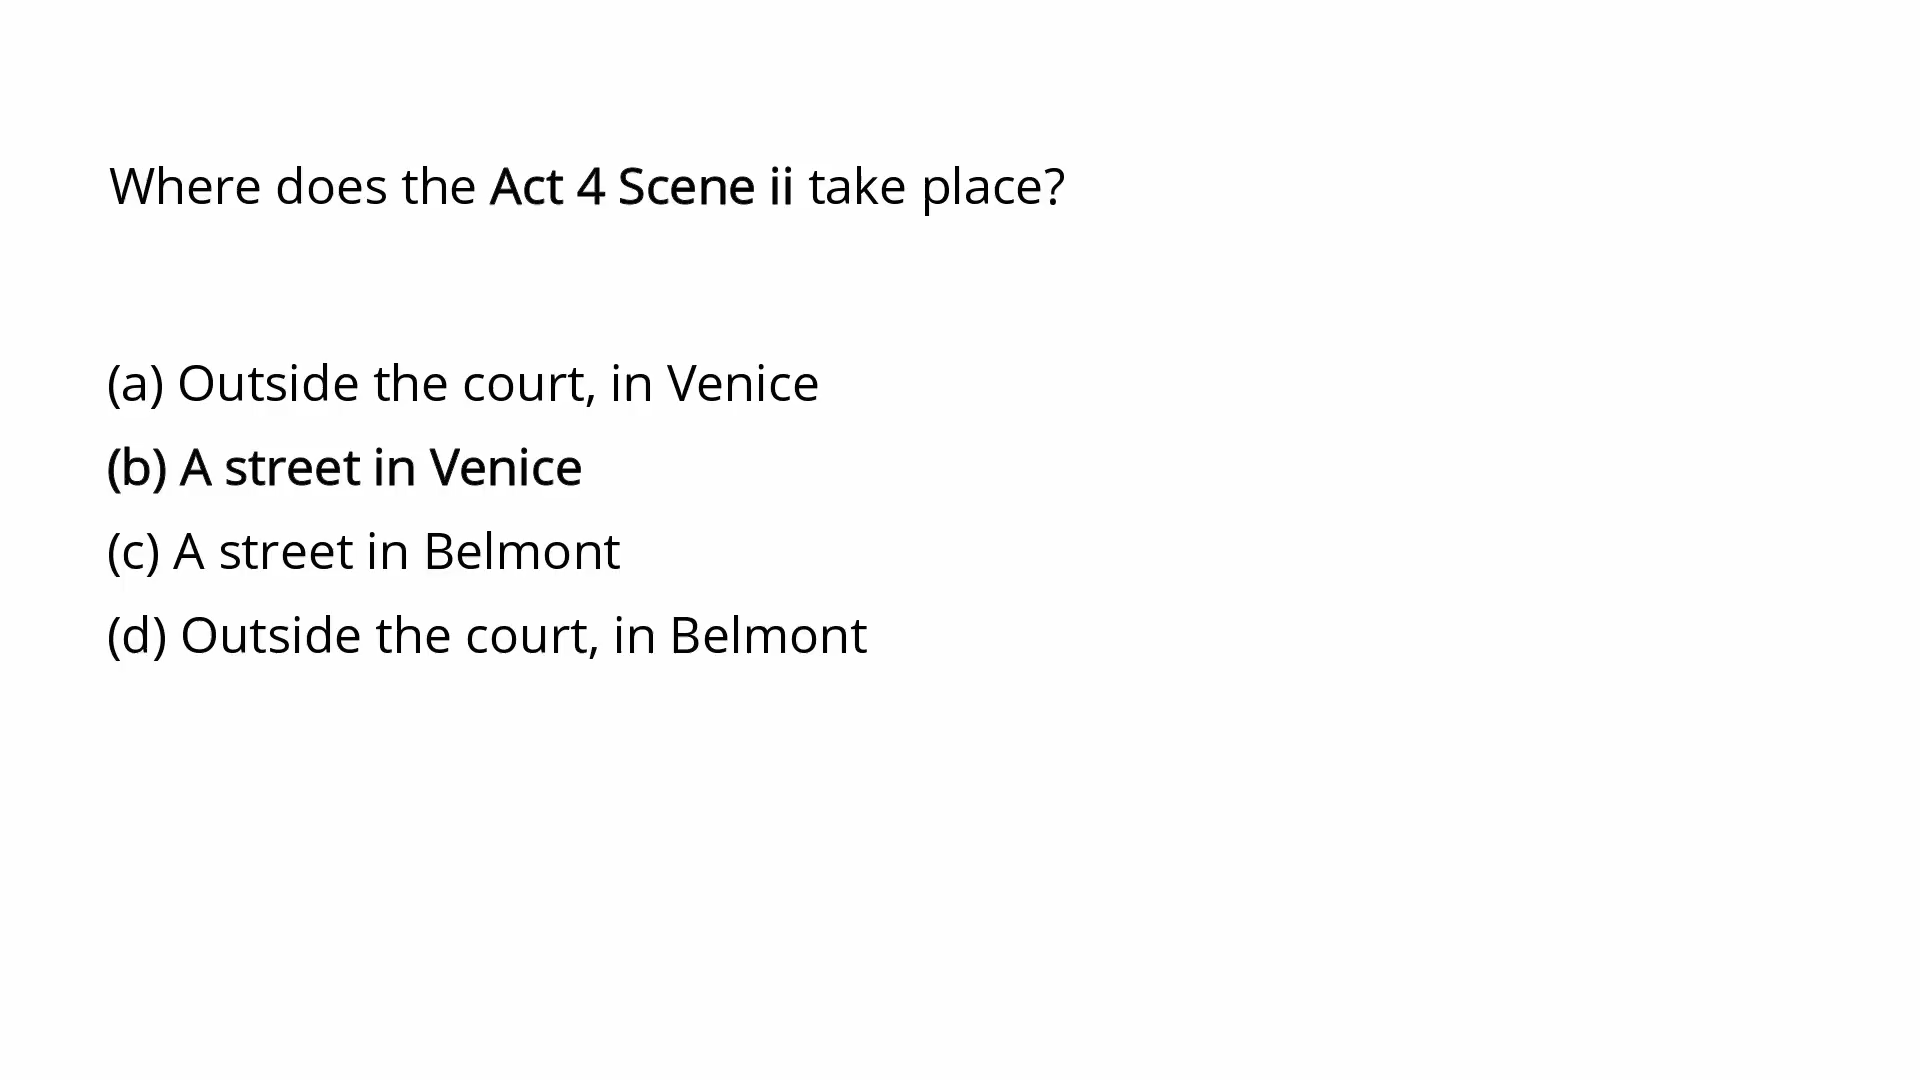 Where does the Act 4 Scene ii take place?
(a) Outside the court, in Venice
(b) A street in Venice
(c) A street in Belmont
(d) Outside the court, in Belmont